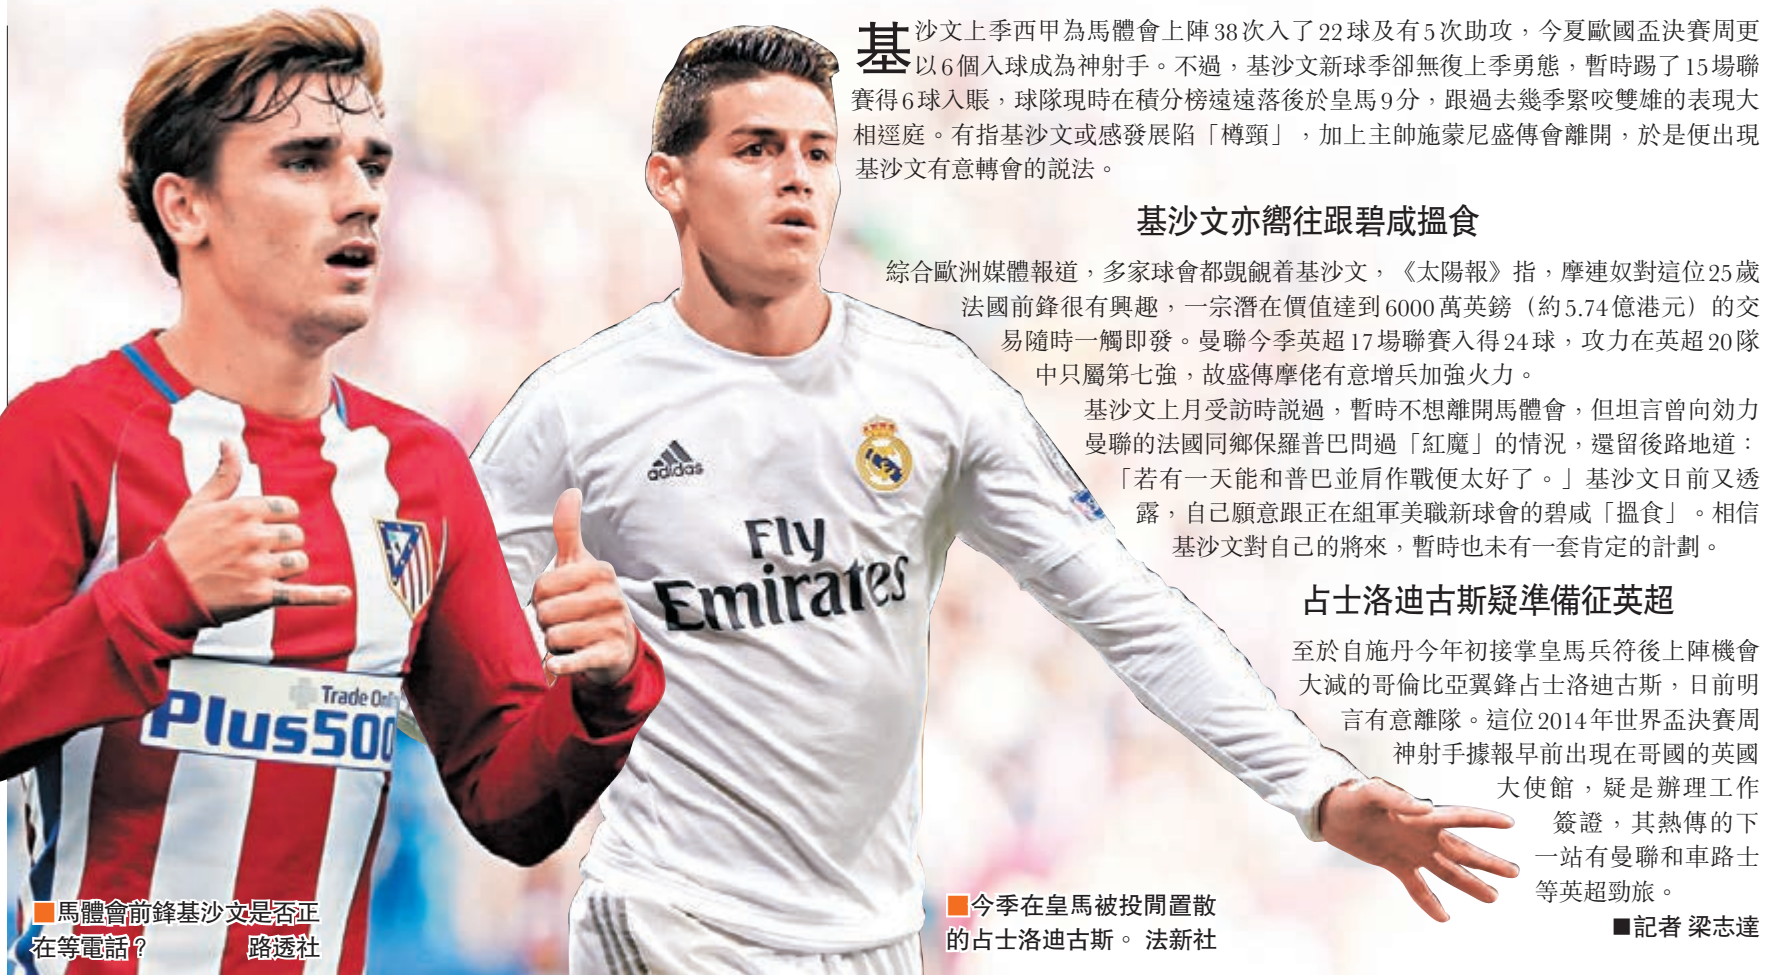 基沙文上季西甲為馬體會上陣38次入了22球及有5次助攻，今夏歐國盃決賽周更
以6個入球成為神射手。不過，基沙文新球季卻無復上季勇態，暫時踢了15場聯
賽得6球入賬，球隊現時在積分榜遠遠落後於皇馬9分，跟過去幾季緊咬雙雄的表現大
相逕庭。有指基沙文或感發展陷「樽頸」，加上主帥施蒙尼盛傳會離開，於是便出現
基沙文有意轉會的説法。
基沙文亦嚮往跟碧咸搵食
綜合歐洲媒體報道，多家球會都覬覦着基沙文，《太陽報》指，摩連奴對這位25歲
法國前鋒很有興趣，一宗潛在價值達到6000萬英鎊（約5.74億港元）的交
易隨時一觸即發。曼聯今季英超17場聯賽入得24球，攻力在英超20隊
中只屬第七強，故盛傳摩佬有意增兵加強火力。
基沙文上月受訪時説過，暫時不想離開馬體會，但坦言曾向効力
曼聯的法國同鄉保羅普巴問過「紅魔」的情況，還留後路地道：
「若有一天能和普巴並肩作戰便太好了。」基沙文日前又透
露，自己願意跟正在組軍美職新球會的碧咸「搵食」。相信
基沙文對自己的將來，暫時也未有一套肯定的計劃。
占士洛迪古斯疑準備征英超
至於自施丹今年初接掌皇馬兵符後上陣機會
大減的哥倫比亞翼鋒占士洛迪古斯，日前明
言有意離隊。這位2014年世界盃決賽周
神射手據報早前出現在哥國的英國
大使館，疑是辦理工作
簽證，其熱傳的下
一站有曼聯和車路士
等英超勁旅。
■記者 梁志達
adidas
Fly
Emirates
Trade Onl
Plus500
■馬體會前鋒基沙文是否正
在等電話？ 路透社
■今季在皇馬被投閒置散
的占士洛迪古斯。 法新社